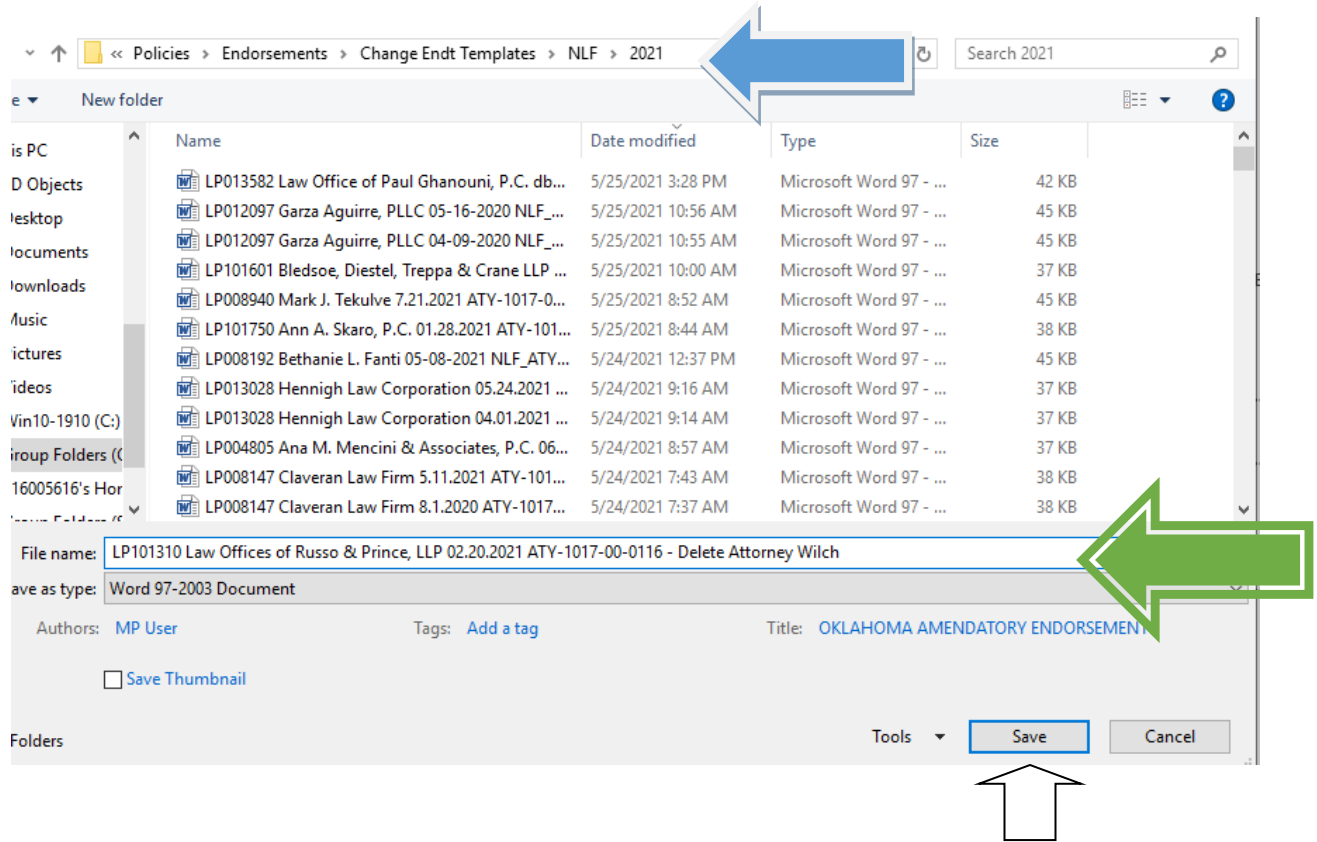 « Policies > Endorsements > Change Endt Templates > NLF > 2021 Search 2021
e New folder ?
Name Date modified Type Size
is PC
D Objects LP013582 Law Office of Paul Ghanouni, P.C. db... 5/25/2021 3:28 PM Microsoft Word 97 - ... 42 KB
esktop LP012097 Garza Aguirre, PLLC 05-16-2020 NLF_... 5/25/2021 10:56 AM Microsoft Word 97 - ... 45 KB
ocuments LP012097 Garza Aguirre, PLLC 04-09-2020 NLF_... 5/25/2021 10:55 AM Microsoft Word 97 - ... 45 KB
ownloads LP101601 Bledsoe, Diestel, Treppa & Crane LLP ... 5/25/2021 10:00 AM Microsoft Word 97 - ... 37 KB
LP008940 Mark J. Tekulve 7.21.2021 ATY-1017-0... 5/25/2021 8:52 AM Microsoft Word 97 - ... 45 KB
Music LP101750 Ann A. Skaro, P.C. 01.28.2021 ATY-101... 5/25/2021 8:44 AM Microsoft Word 97 - ... 38 KB
ictures LP008192 Bethanie L. Fanti 05-08-2021 NLF_ATY... 5/24/2021 12:37 PM Microsoft Word 97 - ... 45 KB
ideos LP013028 Hennigh Law Corporation 05.24.2021 ... 5/24/2021 9:16 AM Microsoft Word 97 - ... 37 KB
Win10-1910 (C:) LP013028 Hennigh Law Corporation 04.01.2021 ... 5/24/2021 9:14 AM Microsoft Word 97 - ... 37 KB
roup Folders ( LP004805 Ana M. Mencini & Associates, P.C. 06... 5/24/2021 8:57 AM Microsoft Word 97 - ... 37 KB
16005616's Hor LP008147 Claveran Law Firm 5.11.2021 ATY-101... 5/24/2021 7:43 AM Microsoft Word 97 - ... 38 KB
LP008147 Claveran Law Firm 8.1.2020 ATY-1017... 5/24/2021 7:37 AM Microsoft Word 97 - ... 38 KB
File name: LP101310 Law Offices of Russo & Prince, LLP 02.20.2021 ATY-1017-00-0116 - Delete Attorney Wilch
ave as type: Word 97-2003 Document
Authors: MP User Tags: Add a tag Title: OKLAHOMA AMENDATORY ENDORSEMENT
Save Thumbnail
Folders Tools Save Cancel